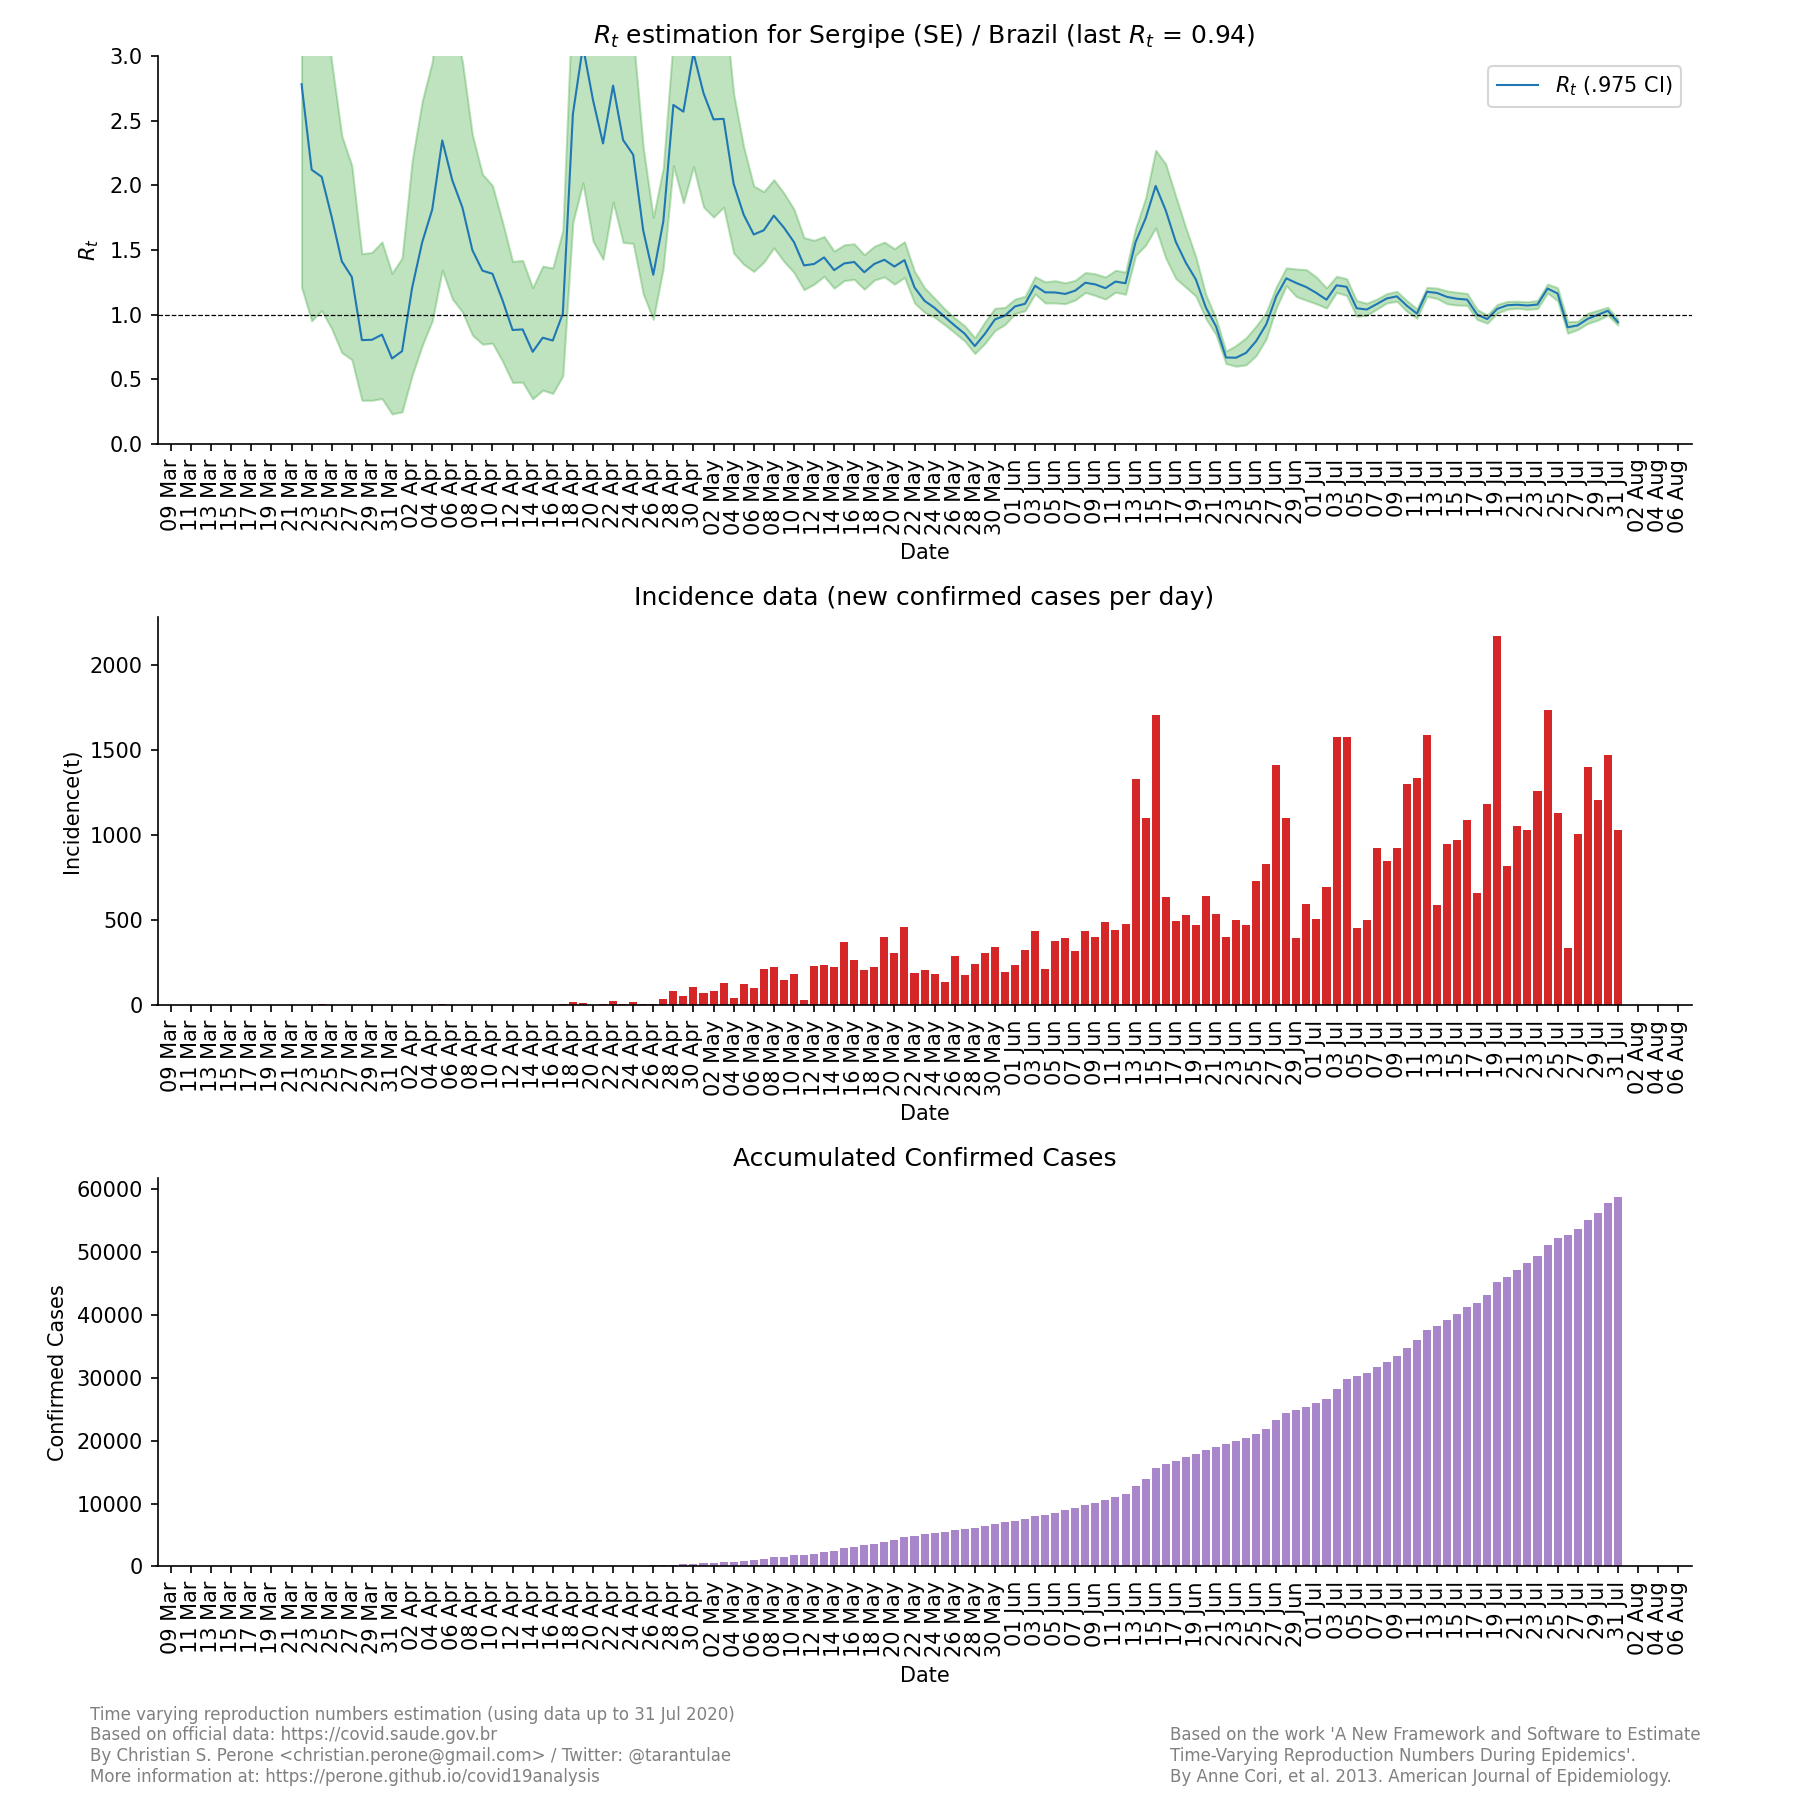 R_t estimation for Sergipe (SE) / Brazil (last R_t = 0.94)
3.0
2.5
2.0
1.5
1.0
0.5
0.0
R_t
R_t (.975 CI)
09 Mar 11 Mar 13 Mar 15 Mar 17 Mar 19 Mar 21 Mar 23 Mar 25 Mar 27 Mar 29 Mar 31 Mar 02 Apr 04 Apr 06 Apr 08 Apr 10 Apr 12 Apr 14 Apr 16 Apr 18 Apr 20 Apr 22 Apr 24 Apr 26 Apr 28 Apr 30 Apr 02 May 04 May 06 May 08 May 10 May 12 May 14 May 16 May 18 May 20 May 22 May 24 May 26 May 28 May 30 May 01 Jun 03 Jun 05 Jun 07 Jun 09 Jun 11 Jun 13 Jun 15 Jun 17 Jun 19 Jun 21 Jun 23 Jun 25 Jun 27 Jun 29 Jun 01 Jul 03 Jul 05 Jul 07 Jul 09 Jul 11 Jul 13 Jul 15 Jul 17 Jul 19 Jul 21 Jul 23 Jul 25 Jul 27 Jul 29 Jul 31 Jul 02 Aug 04 Aug 06 Aug
Date
Incidence data (new confirmed cases per day)
2000
1500
1000
500
0
Incidence(t)
09 Mar 11 Mar 13 Mar 15 Mar 17 Mar 19 Mar 21 Mar 23 Mar 25 Mar 27 Mar 29 Mar 31 Mar 02 Apr 04 Apr 06 Apr 08 Apr 10 Apr 12 Apr 14 Apr 16 Apr 18 Apr 20 Apr 22 Apr 24 Apr 26 Apr 28 Apr 30 Apr 02 May 04 May 06 May 08 May 10 May 12 May 14 May 16 May 18 May 20 May 22 May 24 May 26 May 28 May 30 May 01 Jun 03 Jun 05 Jun 07 Jun 09 Jun 11 Jun 13 Jun 15 Jun 17 Jun 19 Jun 21 Jun 23 Jun 25 Jun 27 Jun 29 Jun 01 Jul 03 Jul 05 Jul 07 Jul 09 Jul 11 Jul 13 Jul 15 Jul 17 Jul 19 Jul 21 Jul 23 Jul 25 Jul 27 Jul 29 Jul 31 Jul 02 Aug 04 Aug 06 Aug
Date
Accumulated Confirmed Cases
60000
50000
40000
30000
20000
10000
0
Confirmed Cases
09 Mar 11 Mar 13 Mar 15 Mar 17 Mar 19 Mar 21 Mar 23 Mar 25 Mar 27 Mar 29 Mar 31 Mar 02 Apr 04 Apr 06 Apr 08 Apr 10 Apr 12 Apr 14 Apr 16 Apr 18 Apr 20 Apr 22 Apr 24 Apr 26 Apr 28 Apr 30 Apr 02 May 04 May 06 May 08 May 10 May 12 May 14 May 16 May 18 May 20 May 22 May 24 May 26 May 28 May 30 May 01 Jun 03 Jun 05 Jun 07 Jun 09 Jun 11 Jun 13 Jun 15 Jun 17 Jun 19 Jun 21 Jun 23 Jun 25 Jun 27 Jun 29 Jun 01 Jul 03 Jul 05 Jul 07 Jul 09 Jul 11 Jul 13 Jul 15 Jul 17 Jul 19 Jul 21 Jul 23 Jul 25 Jul 27 Jul 29 Jul 31 Jul 02 Aug 04 Aug 06 Aug
Date
Time varying reproduction numbers estimation (using data up to 31 Jul 2020)
Based on official data: https://covid.saude.gov.br
By Christian S. Perone <christian.perone@gmail.com> / Twitter: @tarantulae
More information at: https://perone.github.io/covid19analysis
Based on the work 'A New Framework and Software to Estimate
Time-Varying Reproduction Numbers During Epidemics'.
By Anne Cori, et al. 2013. American Journal of Epidemiology.